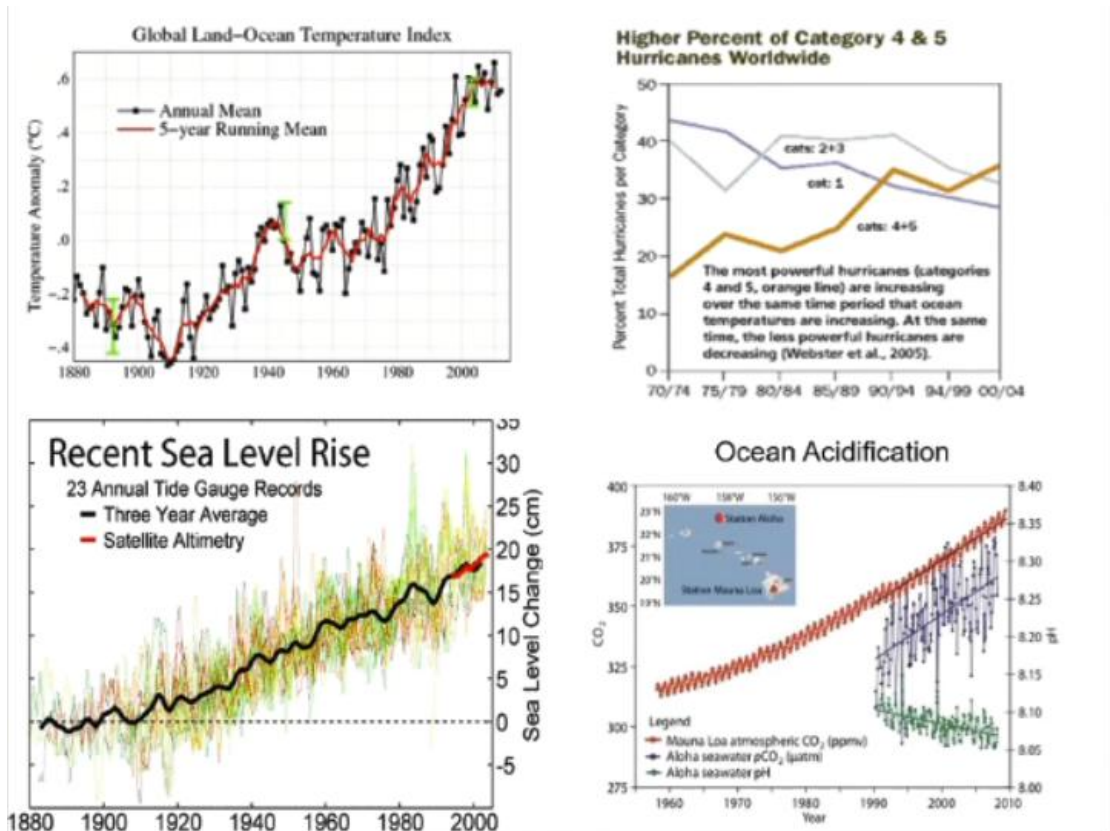 Global Land-Ocean Temperature Index
.6
.4
.2
.0
-.2
-.4
Temperature Anomaly (°C)
Annual Mean
5-year Running Mean
1880 1900 1920 1940 1960 1980 2000
Higher Percent of Category 4 & 5
Hurricanes Worldwide
50
40
30
20
10
0
Percent Total Hurricanes per Category
cats: 2+3
cat: 1
cats: 4+5
The most powerful hurricanes (categories
4 and 5, orange line) are increasing
over the same time period that ocean
temperatures are increasing. At the same
time, the less powerful hurricanes are
decreasing (Webster et al., 2005).
70/74 75/79 80/84 85/89 90/94 94/99 00/04
Recent Sea Level Rise
23 Annual Tide Gauge Records
Three Year Average
Satellite Altimetry
35
30
25
20
15
10
5
0
-5
Sea Level Change (cm)
1880 1900 1920 1940 1960 1980 2000
Ocean Acidification
400
375
350
325
300
275
CO₂
160°W 158°W 156°W
23°N
22°N
21°N
20°N
19°N
Station Aloha
Station Mauna Loa
8.40
8.35
8.30
8.25
8.20
8.15
8.10
8.05
8.00
pH
Legend
Mauna Loa atmospheric CO₂ (ppmv)
Aloha seawater pCO₂ (µatm)
Aloha seawater pH
1960 1970 1980 1990 2000 2010
Year